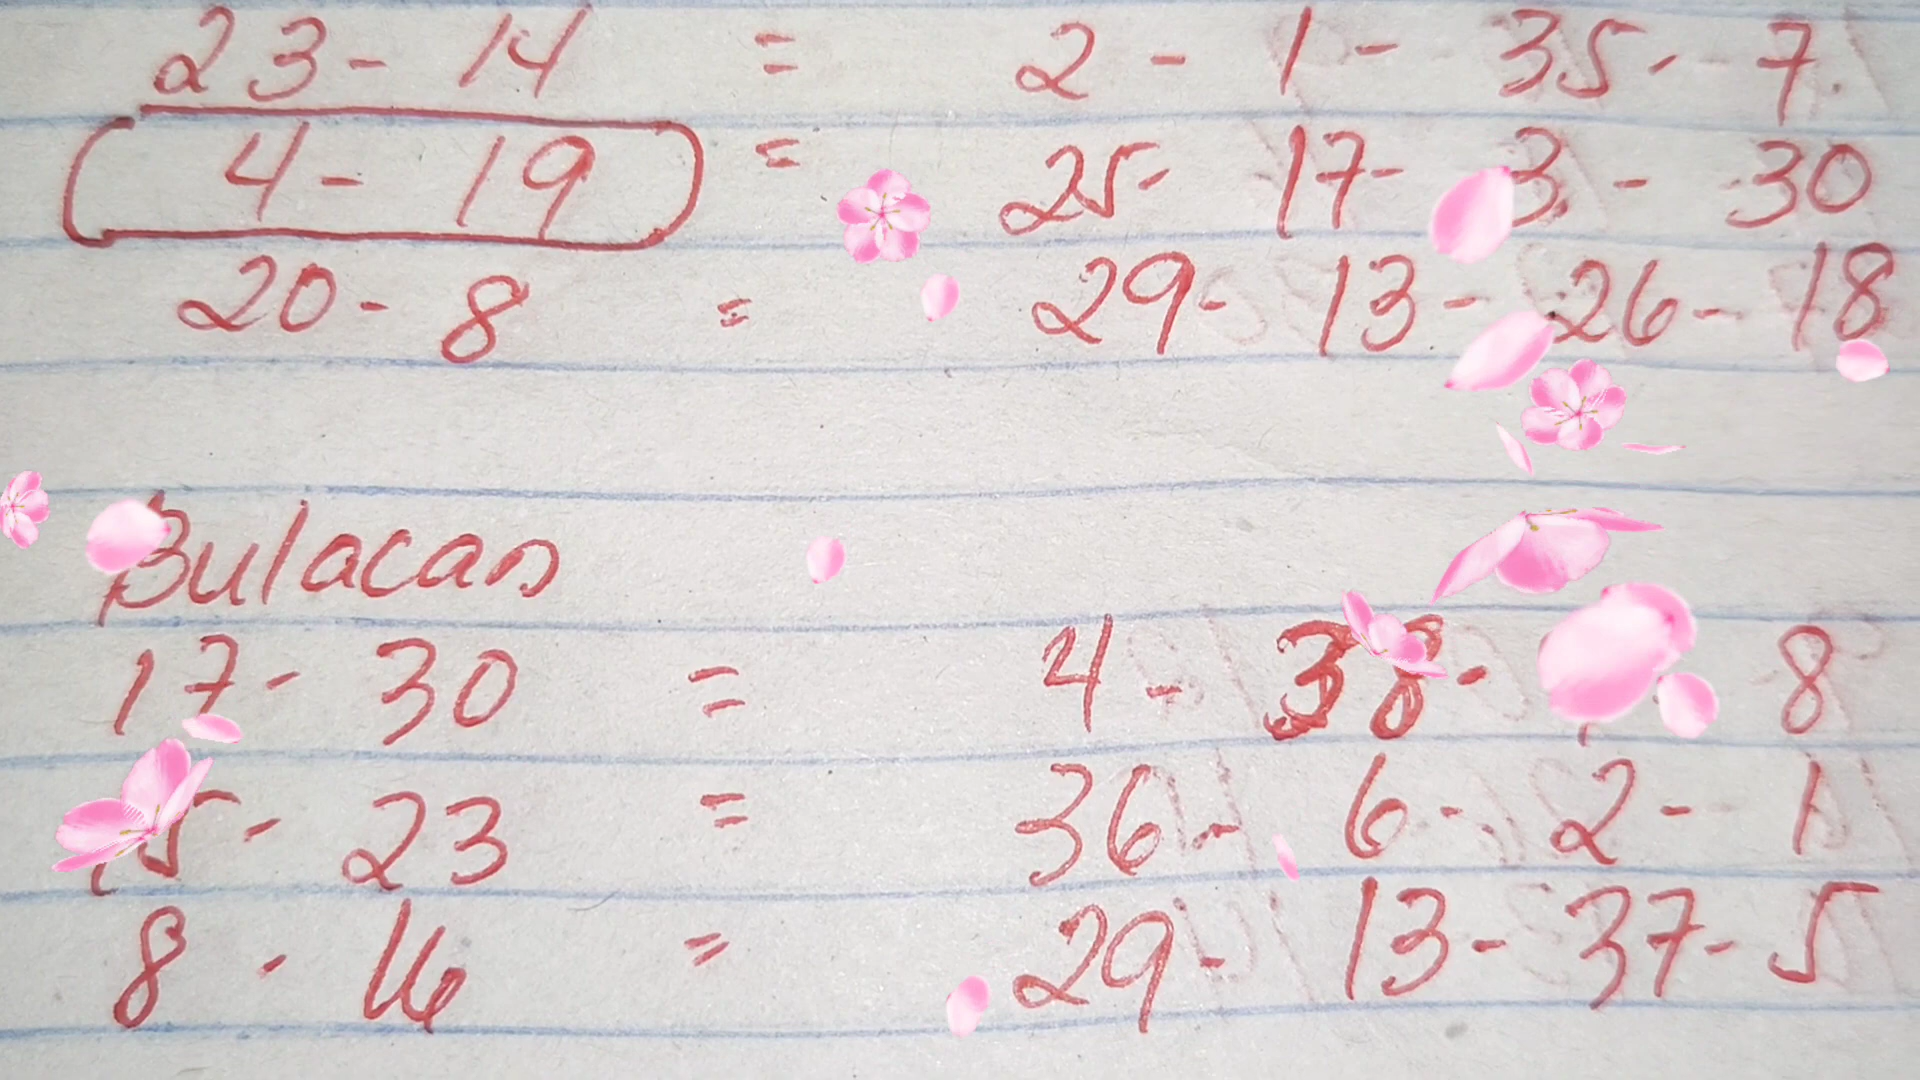 23 - 14 = 2 - 1 - 35 - 7.
4 - 19 = 25 - 17 - 3 - 30
20 - 8 = 29 - 13 - 26 - 18
Bulacan
17 - 30 = 4 - 38 - 8
- 23 = 36 - 6 - 2 - 1
8 - 16 = 29 - 13 - 37 - 5